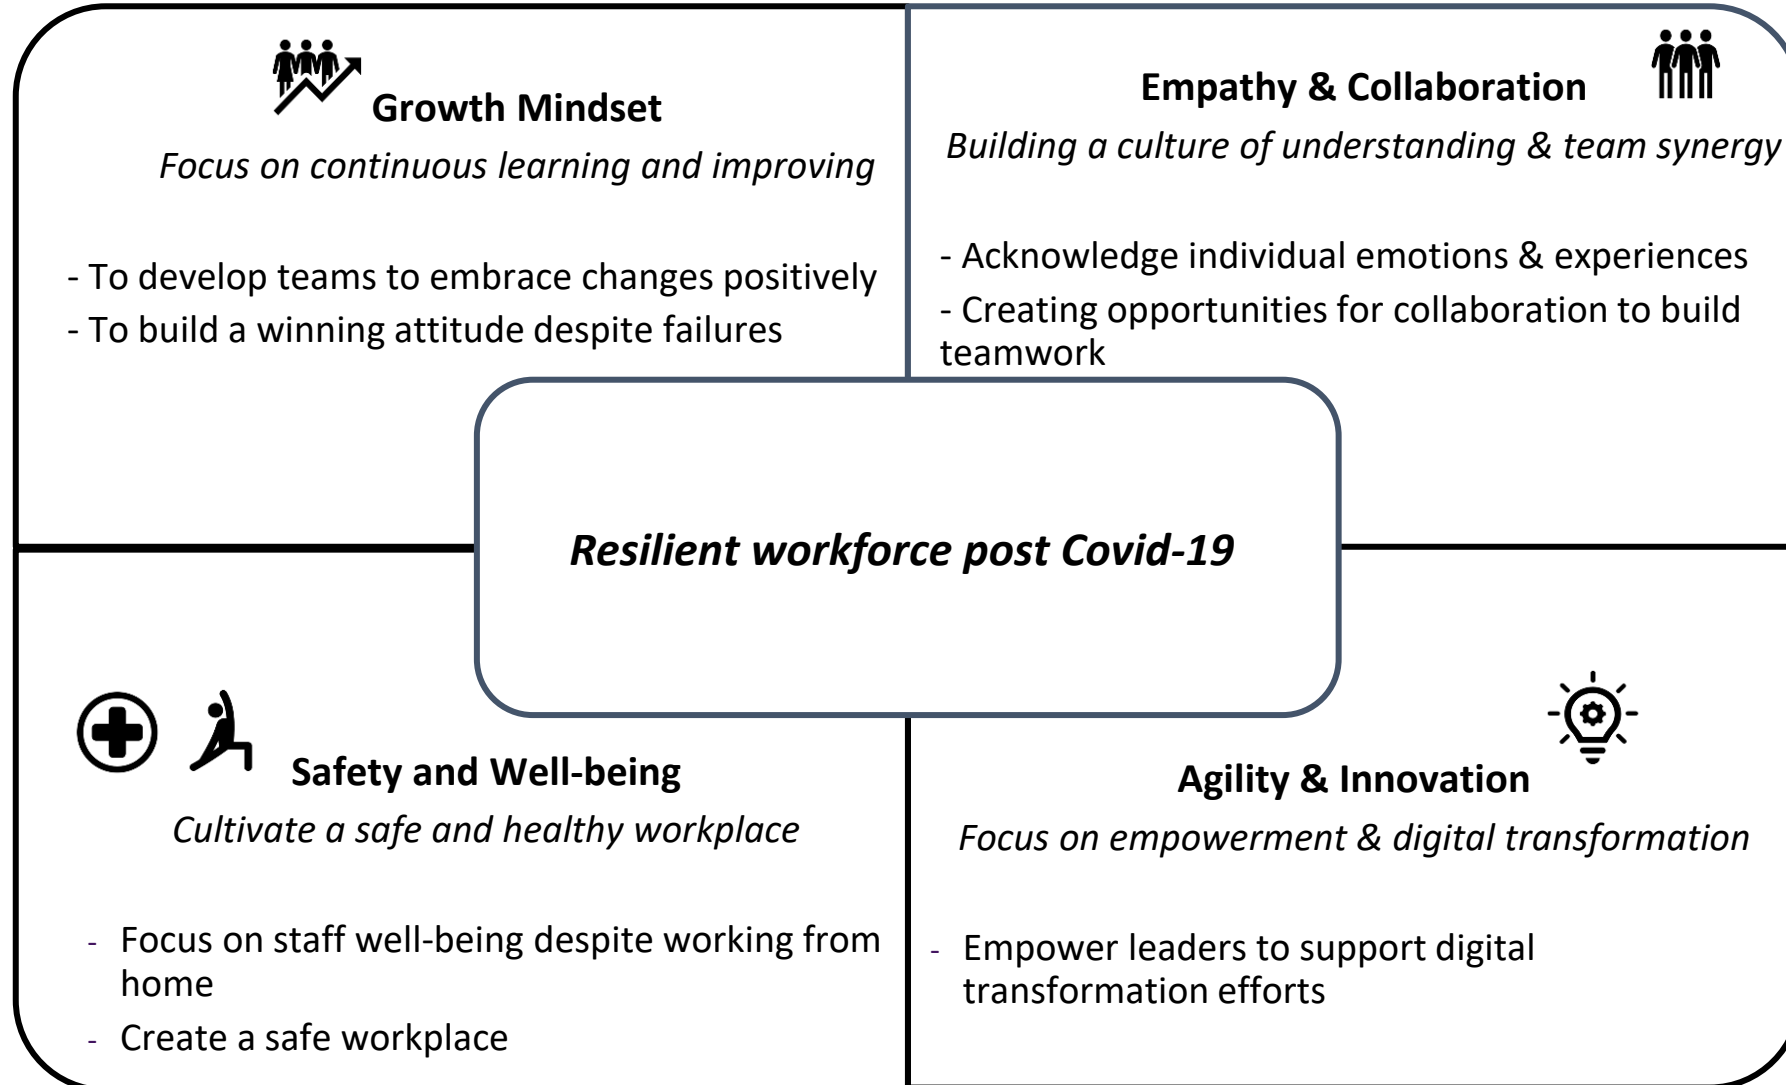 Growth Mindset
Focus on continuous learning and improving
- To develop teams to embrace changes positively
- To build a winning attitude despite failures
Empathy & Collaboration
Building a culture of understanding & team synergy
- Acknowledge individual emotions & experiences
- Creating opportunities for collaboration to build
teamwork
Resilient workforce post Covid-19
Safety and Well-being
Cultivate a safe and healthy workplace
- Focus on staff well-being despite working from
home
- Create a safe workplace
Agility & Innovation
Focus on empowerment & digital transformation
- Empower leaders to support digital
transformation efforts